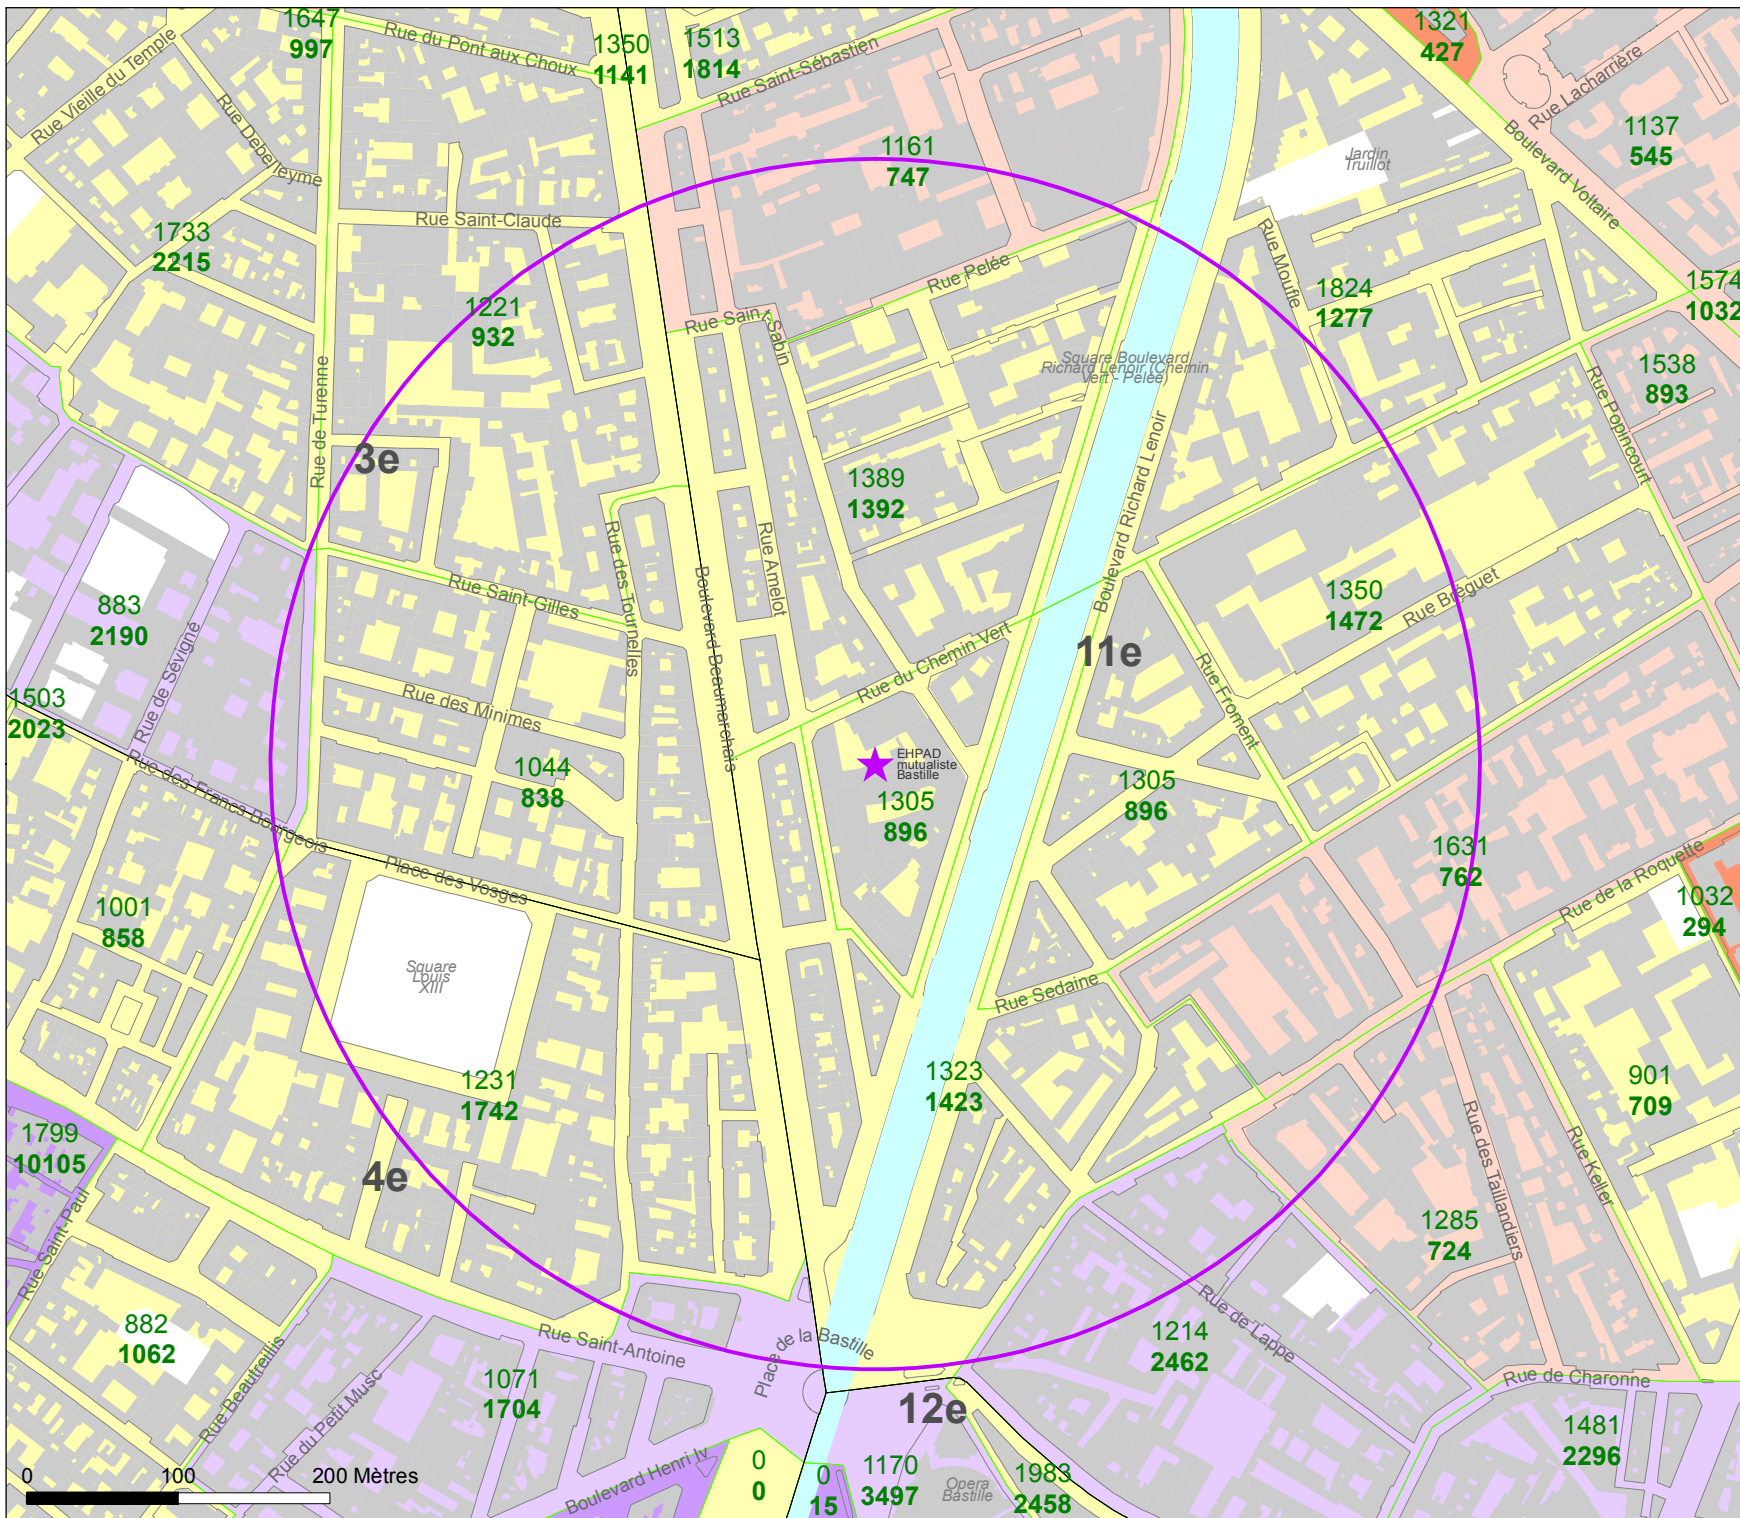 1647
997
Rue du Pont aux Choux
1350
1141
1513
1814
Rue Saint-Sébastien
1321
427
Rue Lacharrière
Rue Vieille du Temple
Rue Debelleyme
1161
747
Jardin
Truillot
Boulevard Voltaire
1137
545
Rue Saint-Claude
1733
2215
Rue Pelée
Rue Moufle
1824
1277
1574
1032
1221
932
Rue Saint-Sabin
Square Boulevard
Richard Lenoir (Chemin
Vert - Pelée)
1538
893
Rue de Turenne
3e
Rue Popincourt
1389
1392
Boulevard Richard Lenoir
Rue Amelot
Rue des Tournelles
Boulevard Beaumarchais
Rue Saint-Gilles
883
2190
Rue de Sévigné
1350
1472
Rue Bréguet
11e
Rue du Chemin Vert
Rue Froment
1503
2023
Rue des Minimes
Rue des Francs Bourgeois
1044
838
EHPAD
mutualiste
Bastille
1305
896
1305
896
1631
762
Rue de la Roquette
Place des Vosges
1001
858
1032
294
Square
Louis
XIII
Rue Sedaine
1231
1742
1323
1423
901
709
1799
10105
4e
Rue Saint-Paul
Rue des Taillandiers
Rue Keller
1285
724
882
1062
Rue Beautreillis
Rue du Petit Musc
Rue Saint-Antoine
Place de la Bastille
Rue de Lappe
1214
2462
1071
1704
12e
Rue de Charonne
1481
2296
Boulevard Henri Iv
0
0
0
15
1170
3497
Opera
Bastille
1983
2458
0 100 200 Mètres